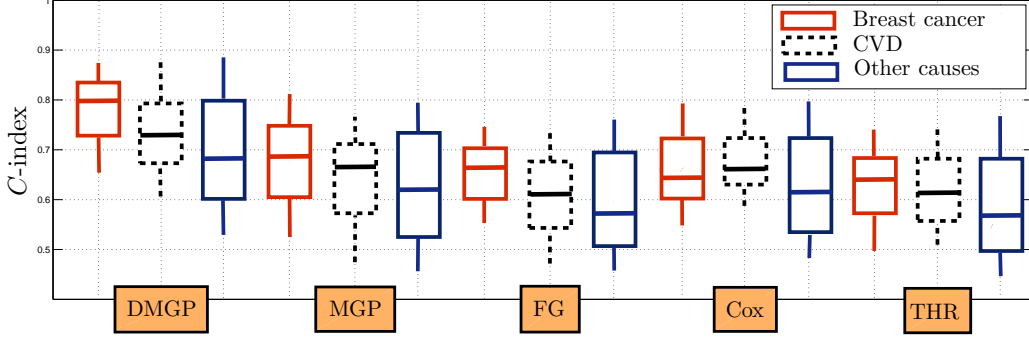 1
Breast cancer
CVD
Other causes
0.9
0.8
0.7
0.6
0.5
C-index
DMGP
MGP
FG
Cox
THR